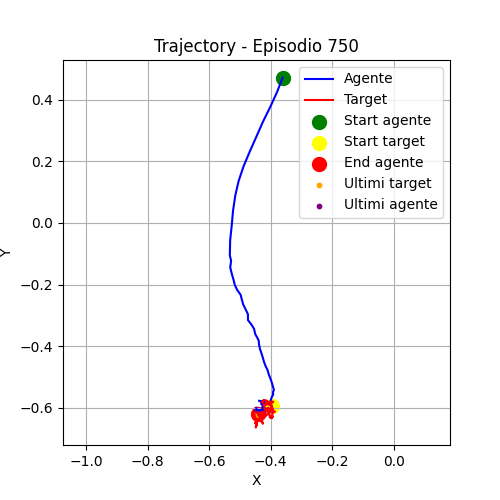 Trajectory - Episodio 750
Agente
Target
Start agente
Start target
End agente
Ultimi target
Ultimi agente
Y
0.4
0.2
0.0
−0.2
−0.4
−0.6
−1.0
−0.8
−0.6
−0.4
−0.2
0.0
X